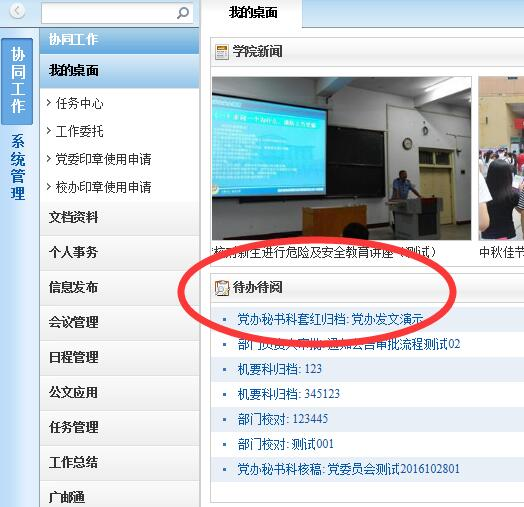 我的桌面
协同工作
系统管理
协同工作
我的桌面
任务中心
工作委托
党委印章使用申请
校办印章使用申请
文档资料
个人事务
信息发布
会议管理
日程管理
公文应用
任务管理
工作总结
广邮通
学院新闻
校对新生进行危险及安全教育讲座（测试）
中秋佳节
待办待阅
党办秘书科套红归档: 党办发文演示
部门负责人审批: 通知公告审批流程测试02
机要科归档: 123
机要科归档: 345123
部门校对: 123445
部门校对: 测试001
党办秘书科核稿: 党委员会测试2016102801